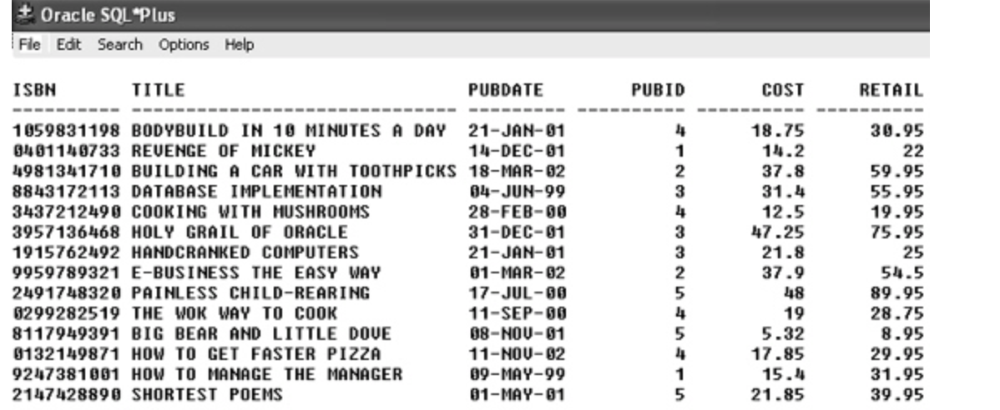 Oracle SQL*Plus
File Edit Search Options Help
ISBN TITLE PUBDATE PUBID COST RETAIL
---------- ------------------------------ --------- ---------- ---------- ----------
1059831198 BODYBUILD IN 10 MINUTES A DAY 21-JAN-01 4 18.75 30.95
0401140733 REVENGE OF MICKEY 14-DEC-01 1 14.2 22
4981341710 BUILDING A CAR WITH TOOTHPICKS 18-MAR-02 2 37.8 59.95
8843172113 DATABASE IMPLEMENTATION 04-JUN-99 3 31.4 55.95
3437212490 COOKING WITH MUSHROOMS 28-FEB-00 4 12.5 19.95
3957136468 HOLY GRAIL OF ORACLE 31-DEC-01 3 47.25 75.95
1915762492 HANDCRANKED COMPUTERS 21-JAN-01 3 21.8 25
9959789321 E-BUSINESS THE EASY WAY 01-MAR-02 2 37.9 54.5
2491748320 PAINLESS CHILD-REARING 17-JUL-00 5 48 89.95
0299282519 THE WOK WAY TO COOK 11-SEP-00 4 19 28.75
8117949391 BIG BEAR AND LITTLE DOVE 08-NOV-01 5 5.32 8.95
0132149871 HOW TO GET FASTER PIZZA 11-NOV-02 4 17.85 29.95
9247381001 HOW TO MANAGE THE MANAGER 09-MAY-99 1 15.4 31.95
2147428890 SHORTEST POEMS 01-MAY-01 5 21.85 39.95